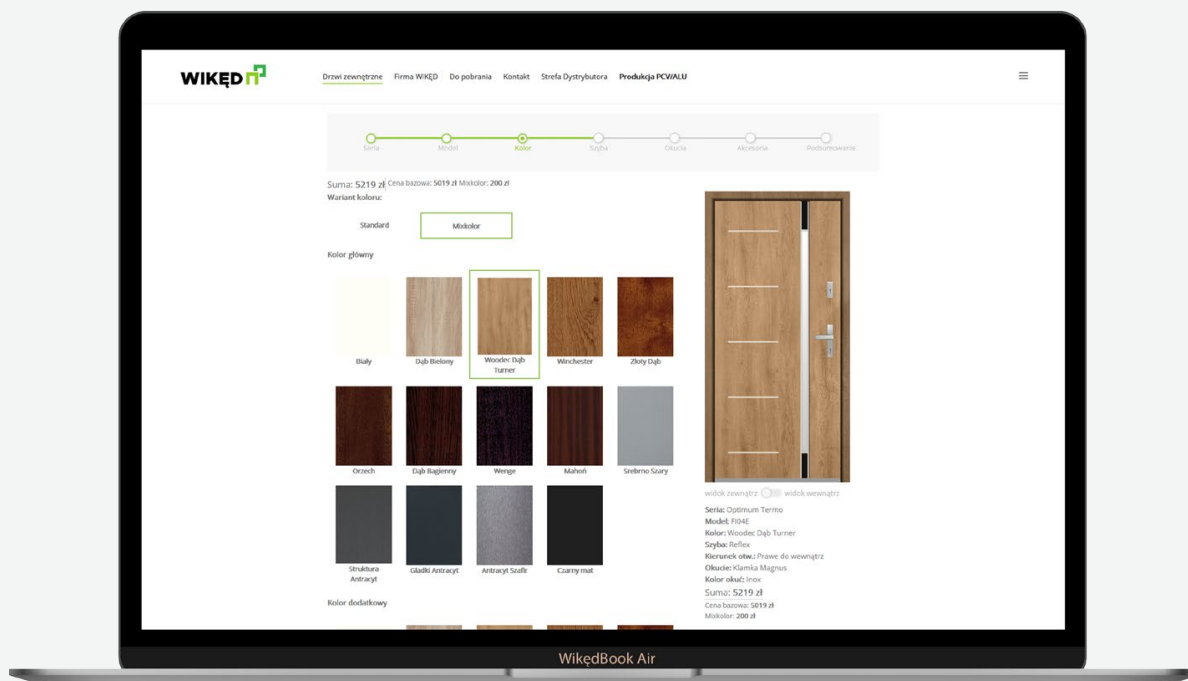 WIKĘD
Drzwi zewnętrzne Firma WIKĘD Do pobrania Kontakt Strefa Dystrybutora Produkcja PCV/ALU
Seria Model Kolor Szyba Okucia Akcesoria Podsumowanie
Suma: 5219 zł Cena bazowa: 5019 zł Mixkolor: 200 zł
Wariant koloru:
Standard Mixkolor
Kolor główny
Biały Dąb Bielony Woodec Dąb Turner Winchester Złoty Dąb
Orzech Dąb Bagienny Wenge Mahoń Srebrno Szary
Struktura Antracyt Gładki Antracyt Antracyt Szafir Czarny mat
Kolor dodatkowy
widok zewnątrz widok wewnątrz
Seria: Optimum Termo
Model: FI04E
Kolor: Woodec Dąb Turner
Szyba: Reflex
Kierunek otw.: Prawe do wewnątrz
Okucie: Klamka Magnus
Kolor okuć: Inox
Suma: 5219 zł
Cena bazowa: 5019 zł
Mixkolor: 200 zł
WikędBook Air